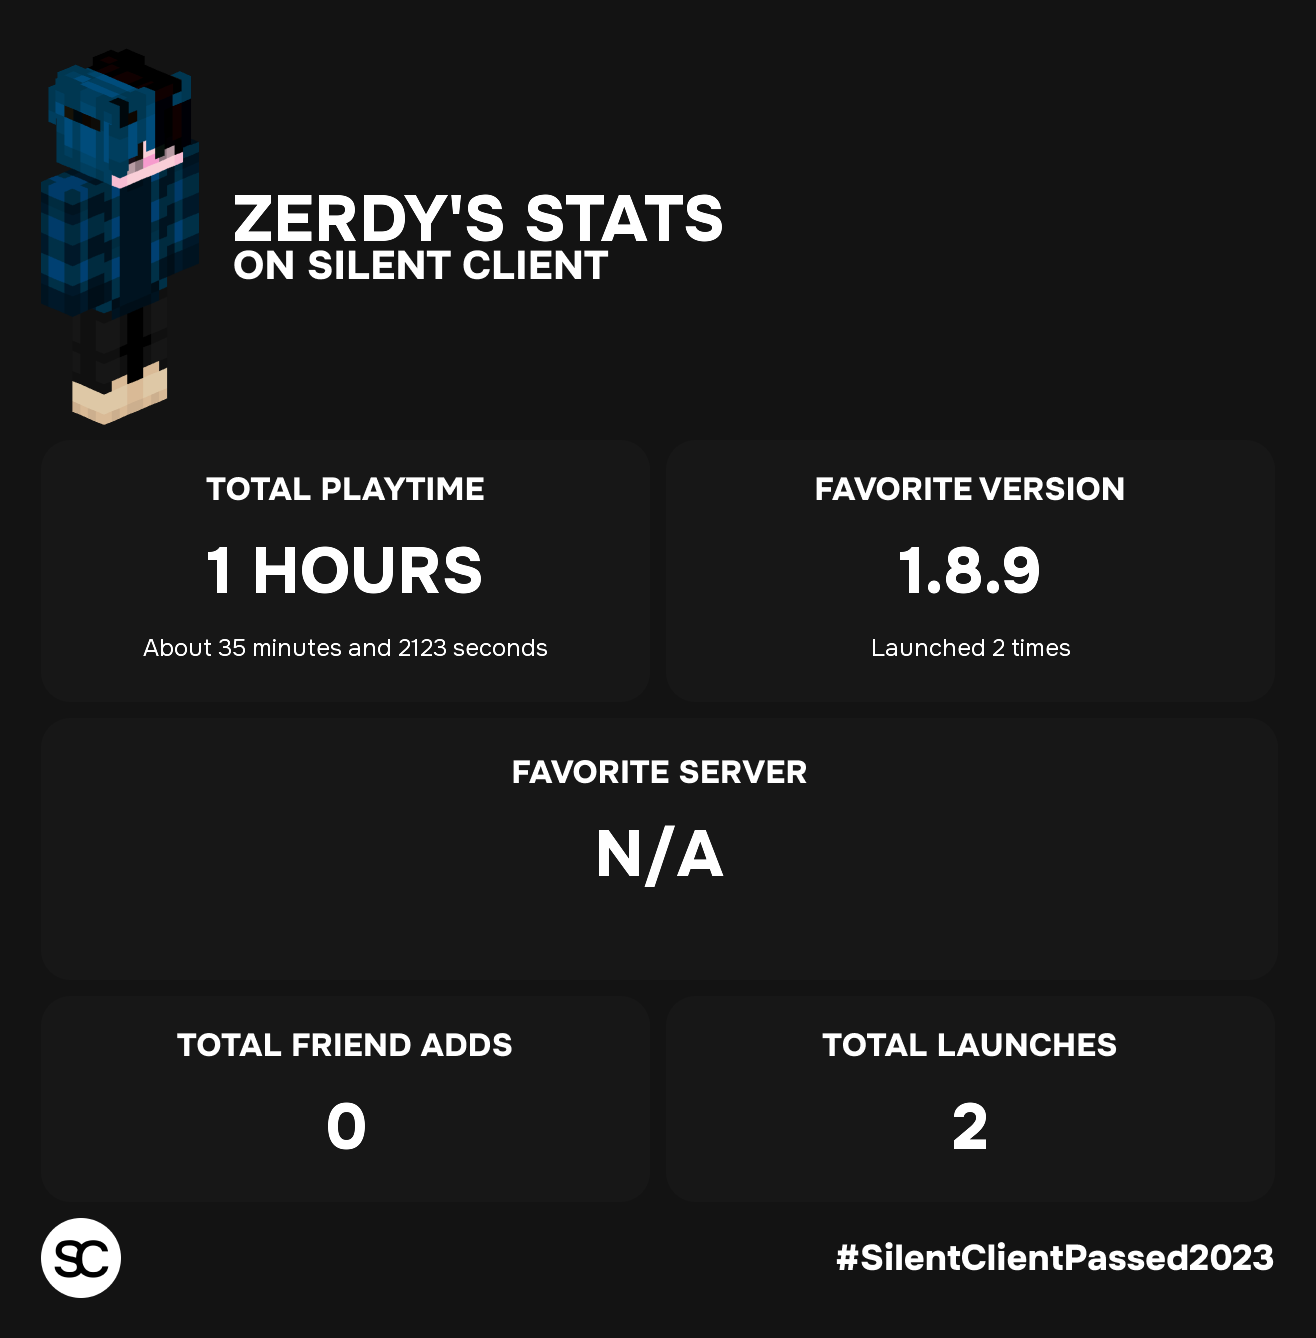 ZERDY'S STATS
ON SILENT CLIENT
TOTAL PLAYTIME
1 HOURS
About 35 minutes and 2123 seconds
FAVORITE VERSION
1.8.9
Launched 2 times
FAVORITE SERVER
N/A
TOTAL FRIEND ADDS
0
TOTAL LAUNCHES
2
SC
#SilentClientPassed2023